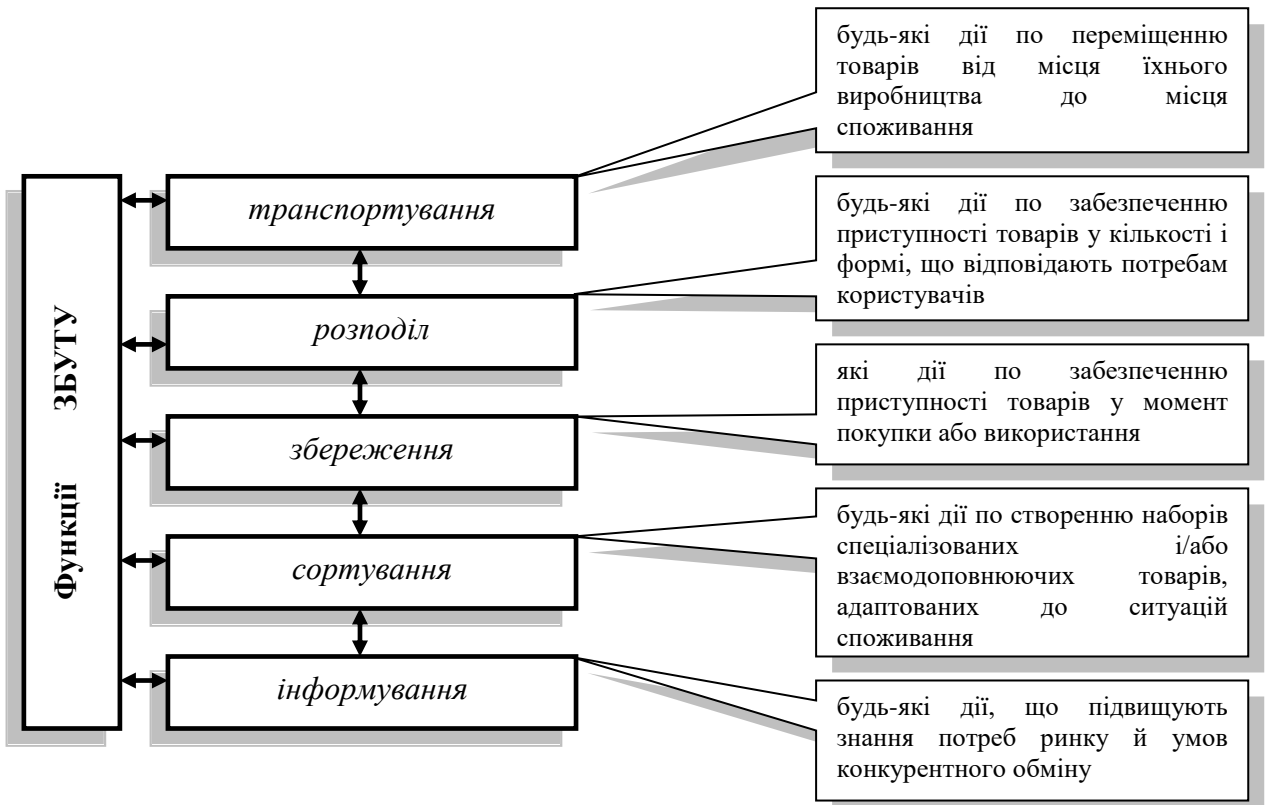 будь-які дії по переміщенню
товарів від місця їхнього
виробництва до місця
споживання
транспортування
будь-які дії по забезпеченню
приступності товарів у кількості і
формі, що відповідають потребам
користувачів
розподіл
які дії по забезпеченню
приступності товарів у момент
покупки або використання
збереження
Функції ЗБУТУ
будь-які дії по створенню наборів
спеціалізованих і/або
взаємодоповнюючих товарів,
адаптованих до ситуацій
споживання
сортування
будь-які дії, що підвищують
знання потреб ринку й умов
конкурентного обміну
інформування